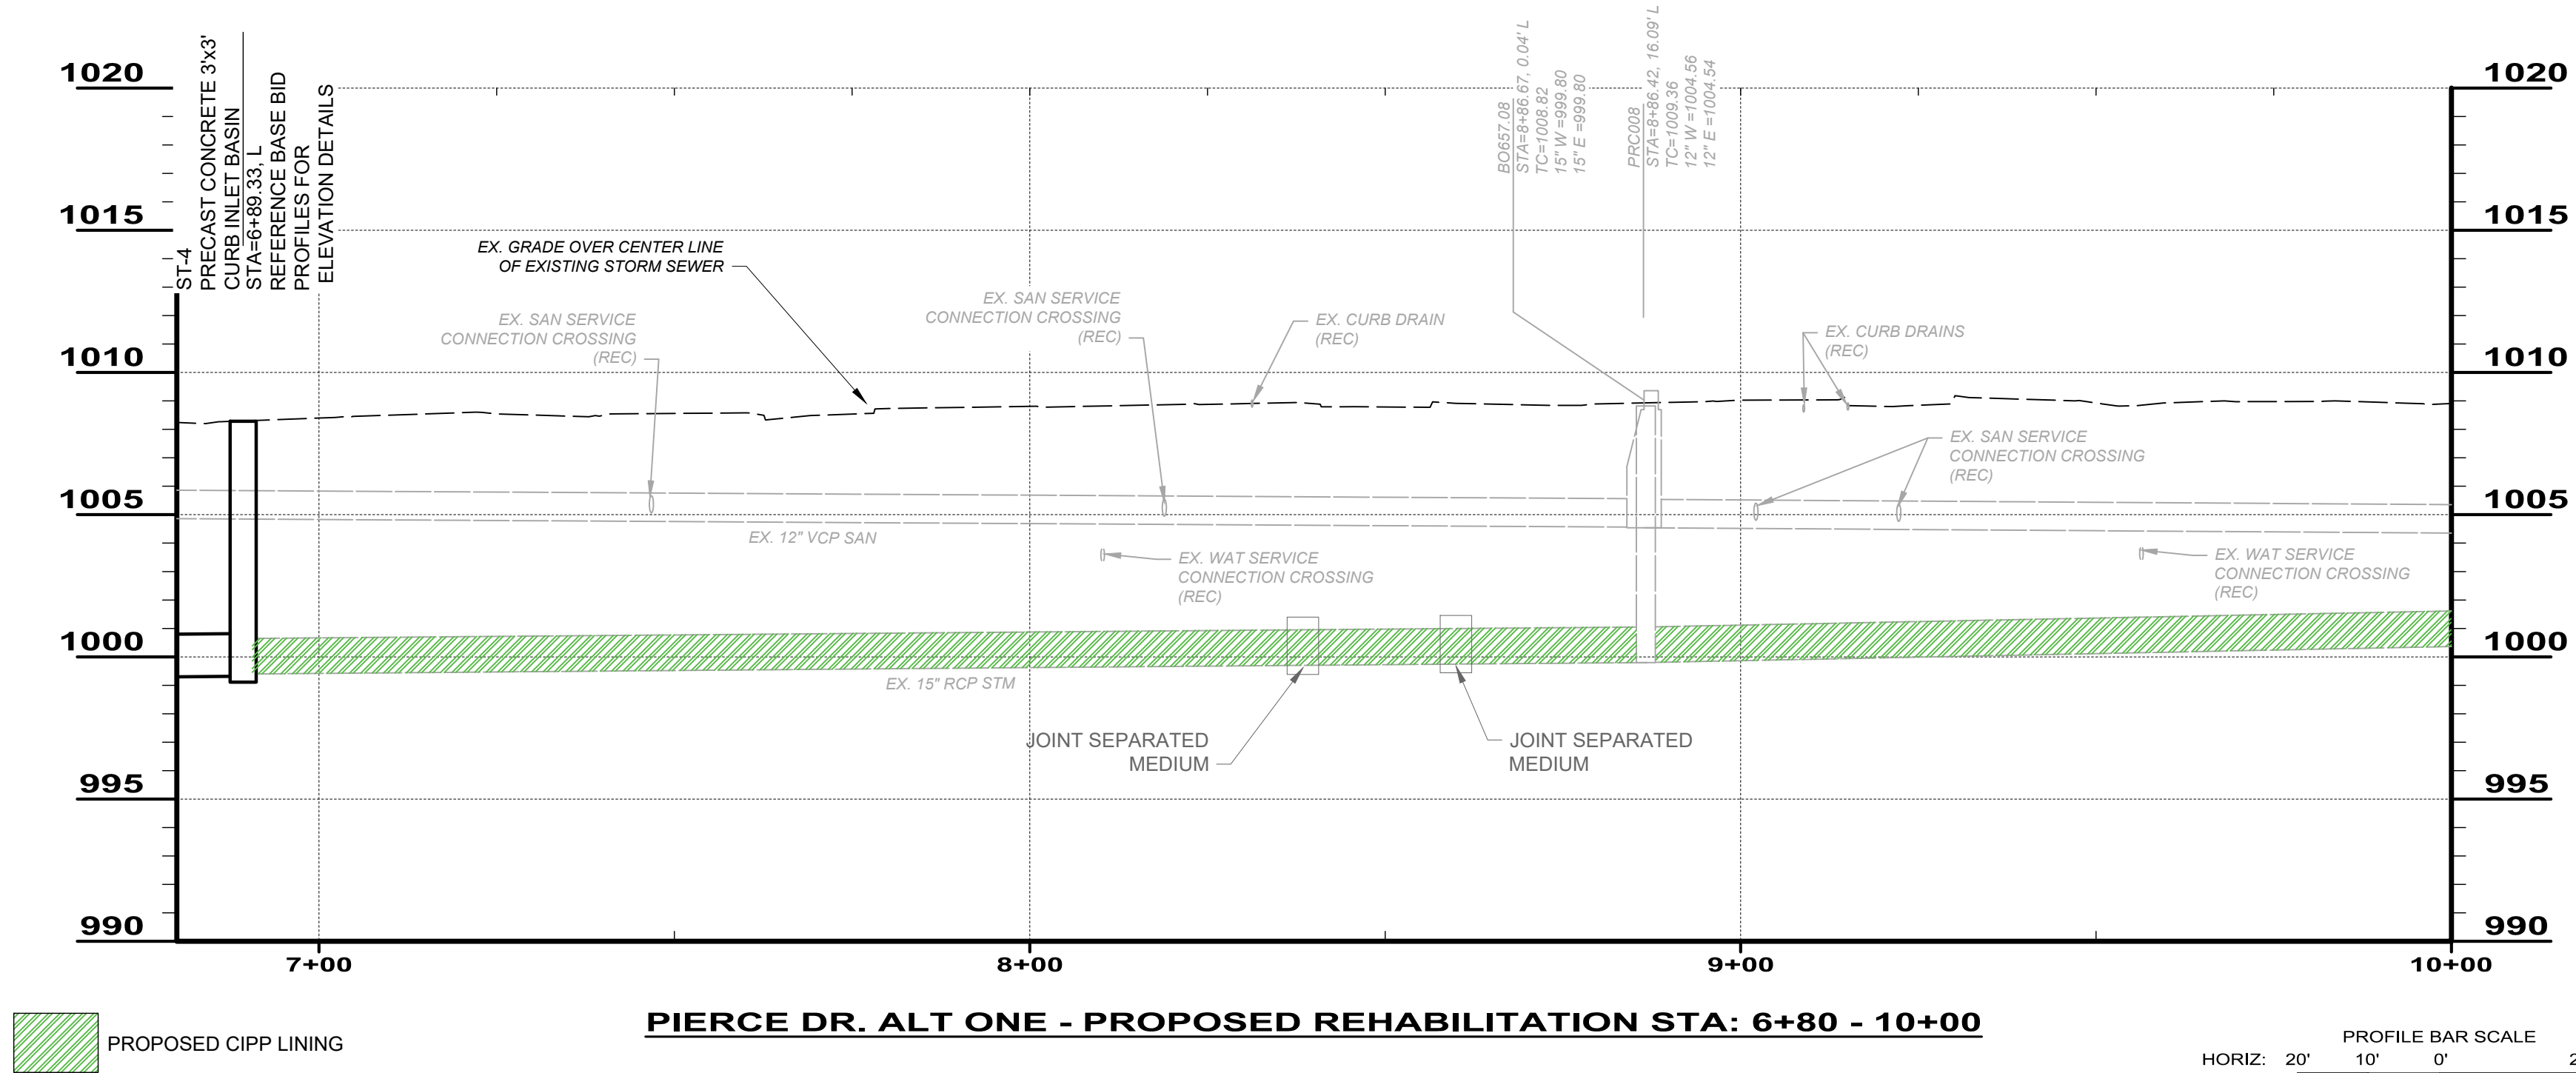 ST-4
PRECAST CONCRETE 3'x3'
CURB INLET BASIN
STA=6+89.33, L
REFERENCE BASE BID
PROFILES FOR
ELEVATION DETAILS
BO657.08
STA=8+86.67, 0.04' L
TC=1008.82
15" W =999.80
15" E =999.80
PRC008
STA=8+86.42, 16.09' L
TC=1009.36
12" W =1004.56
12" E =1004.54
1020
1020
1015
1015
EX. GRADE OVER CENTER LINE
OF EXISTING STORM SEWER
EX. SAN SERVICE
CONNECTION CROSSING
(REC)
EX. SAN SERVICE
CONNECTION CROSSING
(REC)
EX. CURB DRAIN
(REC)
EX. CURB DRAINS
(REC)
1010
1010
EX. SAN SERVICE
CONNECTION CROSSING
(REC)
1005
1005
EX. 12" VCP SAN
EX. WAT SERVICE
CONNECTION CROSSING
(REC)
EX. WAT SERVICE
CONNECTION CROSSING
(REC)
1000
1000
EX. 15" RCP STM
JOINT SEPARATED
MEDIUM
JOINT SEPARATED
MEDIUM
995
995
990
990
7+00
8+00
9+00
10+00
PIERCE DR. ALT ONE - PROPOSED REHABILITATION STA: 6+80 - 10+00
PROPOSED CIPP LINING
PROFILE BAR SCALE
HORIZ: 20' 10' 0'